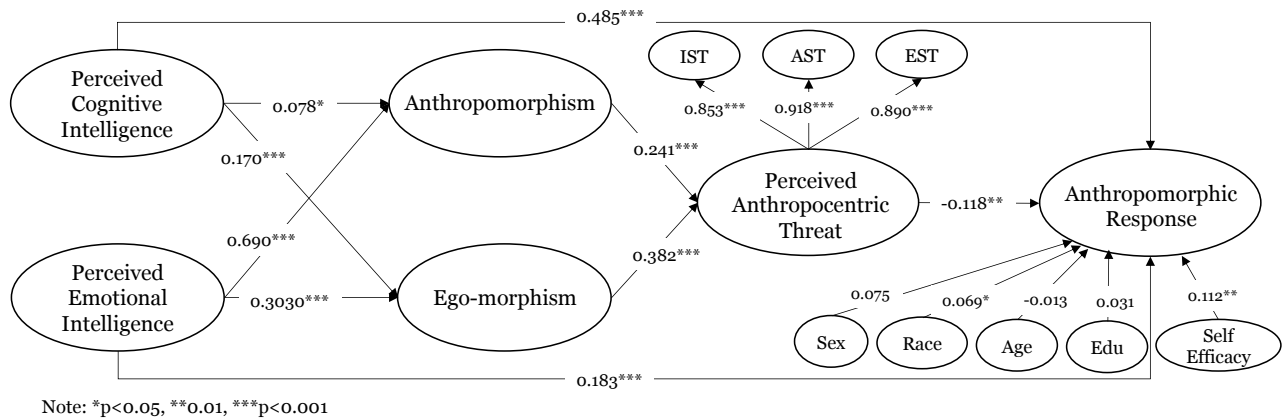 0.485***
IST
AST
EST
Perceived
Cognitive
Intelligence
0.078*
Anthropomorphism
0.853***
0.918***
0.890***
0.170***
0.241***
Perceived
Anthropocentric
Threat
-0.118**
Anthropomorphic
Response
0.690***
0.382***
Perceived
Emotional
Intelligence
0.3030***
Ego-morphism
0.075
0.069*
-0.013
0.031
0.112**
Sex
Race
Age
Edu
Self
Efficacy
0.183***
Note: *p<0.05, **0.01, ***p<0.001